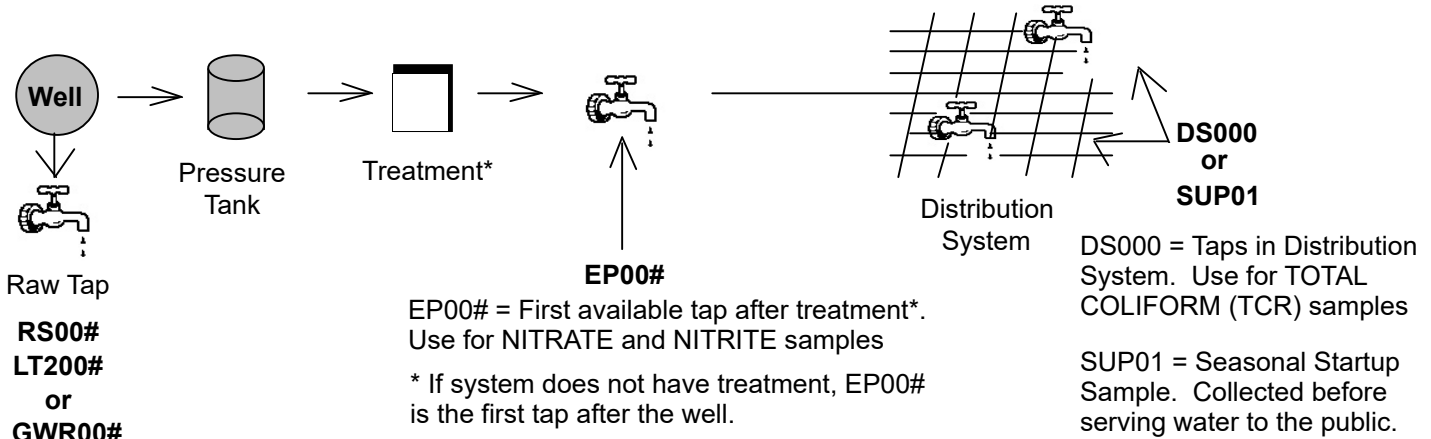 Well
Pressure
Tank
Treatment*
Raw Tap
RS00#
LT200#
or
GWR00#
EP00#
EP00# = First available tap after treatment*.
Use for NITRATE and NITRITE samples
* If system does not have treatment, EP00#
is the first tap after the well.
Distribution
System
DS000
or
SUP01
DS000 = Taps in Distribution
System. Use for TOTAL
COLIFORM (TCR) samples
SUP01 = Seasonal Startup
Sample. Collected before
serving water to the public.